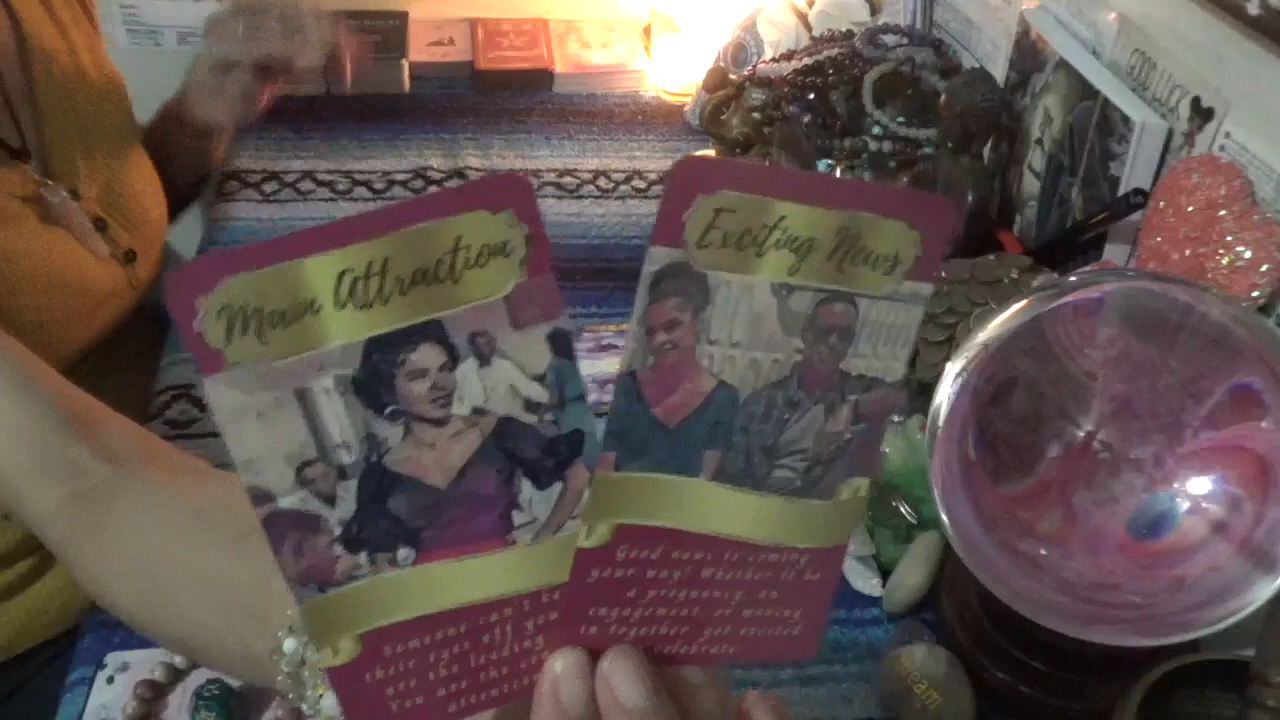 Main Attraction
Someone can't be
their eyes off you
are the leading
You are the
attention
Exciting News
Good news is coming
your way! Whether it be
a pregnancy, an
engagement, or moving
in together get excited
celebrate
GOOD LUCK